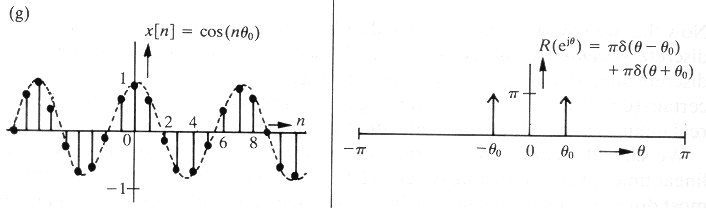 (g)
x[n] = cos(nθ₀)
1
2 4
n
0
6 8
−1
R(e^{jθ}) = πδ(θ − θ₀)
+ πδ(θ + θ₀)
π
−π
−θ₀ 0 θ₀
θ
π